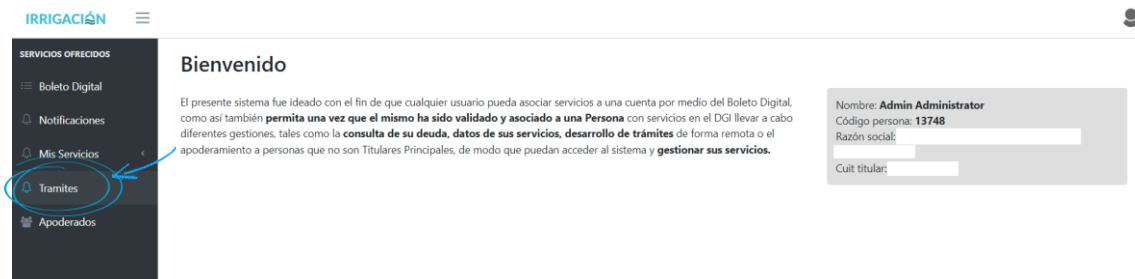 IRRIGACIÓN
SERVICIOS OFRECIDOS
Boleto Digital
Notificaciones
Mis Servicios
Tramites
Apoderados
Bienvenido
El presente sistema fue ideado con el fin de que cualquier usuario pueda asociar servicios a una cuenta por medio del Boleto Digital,
como así también permita una vez que el mismo ha sido validado y asociado a una Persona con servicios en el DGI llevar a cabo
diferentes gestiones, tales como la consulta de su deuda, datos de sus servicios, desarrollo de trámites de forma remota o el
apoderamiento a personas que no son Titulares Principales, de modo que puedan acceder al sistema y gestionar sus servicios.
Nombre: Admin Administrator
Código persona: 13748
Razón social:
Cuit titular: